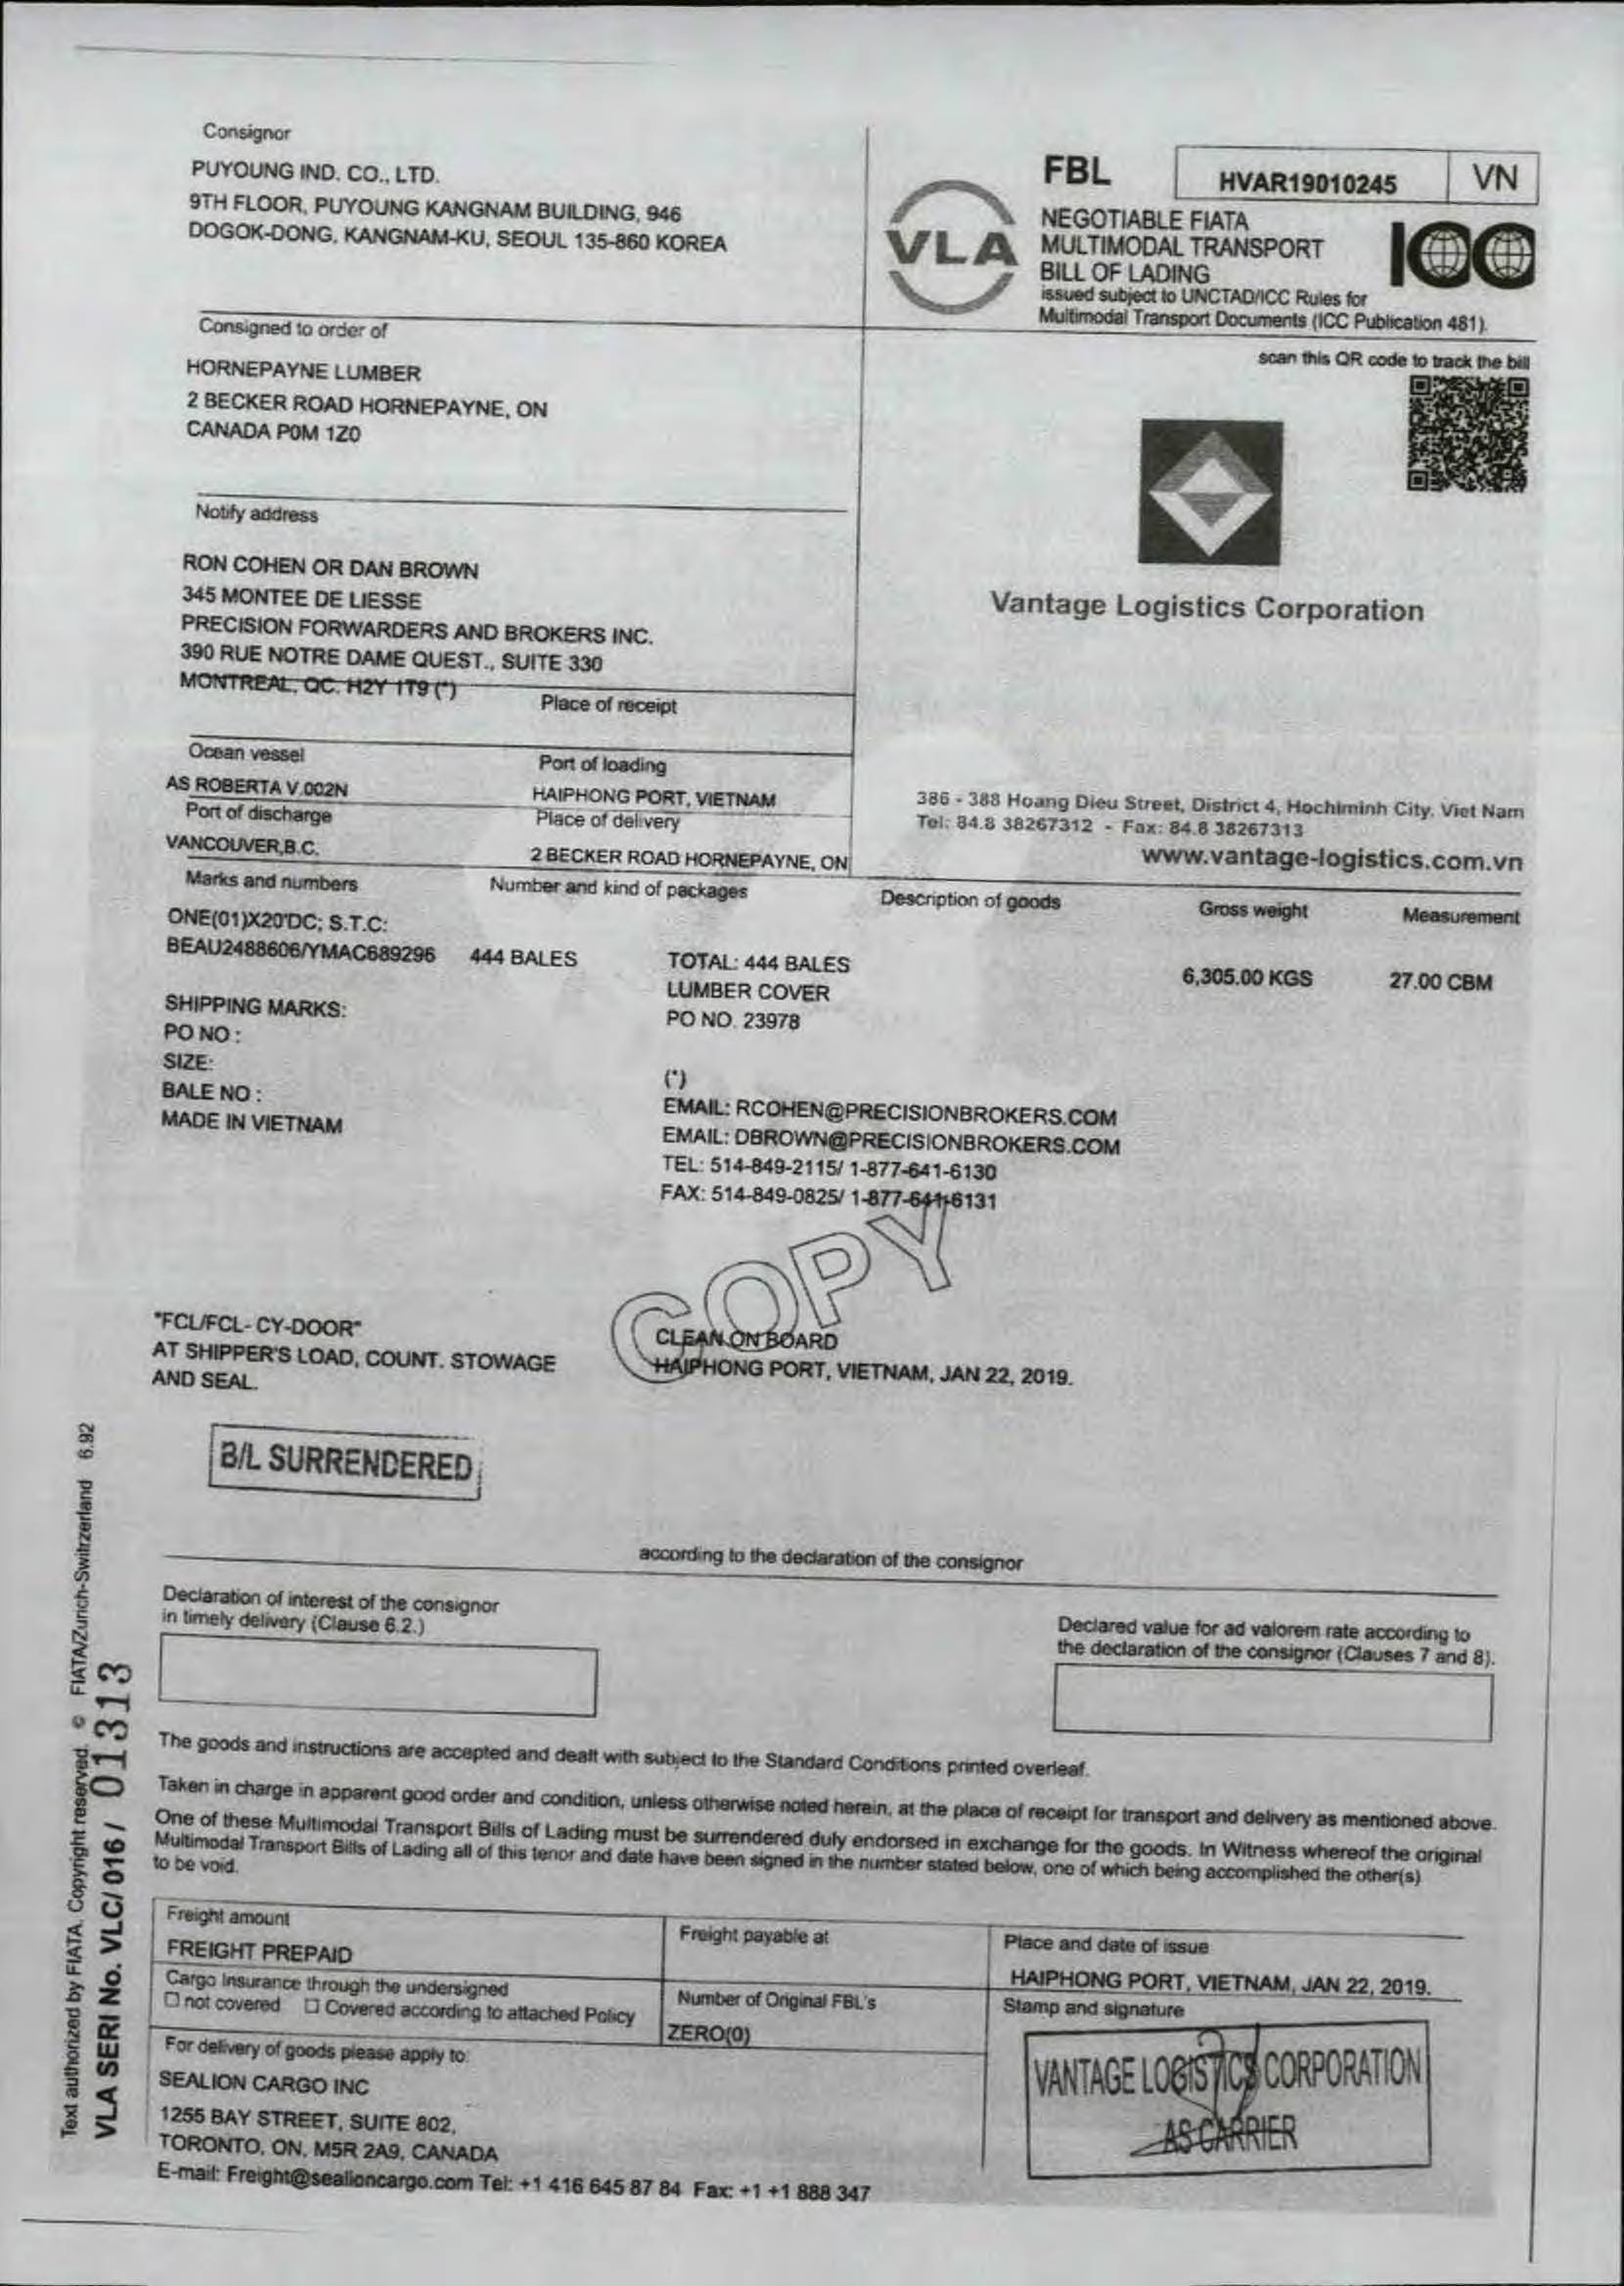 Consignor
PUYOUNG IND. CO., LTD.
9TH FLOOR, PUYOUNG KANGNAM BUILDING, 946
DOGOK-DONG, KANGNAM-KU, SEOUL 135-860 KOREA
FBL
HVAR19010245
VN
VLA
NEGOTIABLE FIATA
MULTIMODAL TRANSPORT
BILL OF LADING
issued subject to UNCTAD/ICC Rules for
Multimodal Transport Documents (ICC Publication 481).
ICC
Consigned to order of
HORNEPAYNE LUMBER
2 BECKER ROAD HORNEPAYNE, ON
CANADA P0M 1Z0
scan this QR code to track the bill
Vantage Logistics Corporation
Notify address
RON COHEN OR DAN BROWN
345 MONTEE DE LIESSE
PRECISION FORWARDERS AND BROKERS INC.
390 RUE NOTRE DAME QUEST., SUITE 330
MONTREAL, QC. H2Y 1T9 (*)
Place of receipt
Ocean vessel
Port of loading
AS ROBERTA V.002N
HAIPHONG PORT, VIETNAM
Port of discharge
Place of delivery
VANCOUVER,B.C.
2 BECKER ROAD HORNEPAYNE, ON
386 - 388 Hoang Dieu Street, District 4, Hochiminh City, Viet Nam
Tel: 84.8 38267312 - Fax: 84.8 38267313
www.vantage-logistics.com.vn
Marks and numbers
Number and kind of packages
Description of goods
Gross weight
Measurement
ONE(01)X20'DC; S.T.C:
BEAU2488606/YMAC689296
444 BALES
TOTAL: 444 BALES
6,305.00 KGS
27.00 CBM
LUMBER COVER
PO NO. 23978
SHIPPING MARKS:
PO NO :
SIZE:
BALE NO :
MADE IN VIETNAM
(*)
EMAIL: RCOHEN@PRECISIONBROKERS.COM
EMAIL: DBROWN@PRECISIONBROKERS.COM
TEL: 514-849-2115/ 1-877-641-6130
FAX: 514-849-0825/ 1-877-641-6131
COPY
"FCL/FCL- CY-DOOR"
AT SHIPPER'S LOAD, COUNT. STOWAGE
AND SEAL.
CLEAN ON BOARD
HAIPHONG PORT, VIETNAM, JAN 22, 2019.
B/L SURRENDERED
according to the declaration of the consignor
Declaration of interest of the consignor
in timely delivery (Clause 6.2.)
Declared value for ad valorem rate according to
the declaration of the consignor (Clauses 7 and 8).
The goods and instructions are accepted and dealt with subject to the Standard Conditions printed overleaf.
Taken in charge in apparent good order and condition, unless otherwise noted herein, at the place of receipt for transport and delivery as mentioned above.
One of these Multimodal Transport Bills of Lading must be surrendered duly endorsed in exchange for the goods. In Witness whereof the original
Multimodal Transport Bills of Lading all of this tenor and date have been signed in the number stated below, one of which being accomplished the other(s)
to be void.
Freight amount
FREIGHT PREPAID
Freight payable at
Place and date of issue
HAIPHONG PORT, VIETNAM, JAN 22, 2019.
Cargo Insurance through the undersigned
☐ not covered ☐ Covered according to attached Policy
Number of Original FBL's
ZERO(0)
Stamp and signature
VANTAGE LOGISTICS CORPORATION
AS CARRIER
For delivery of goods please apply to:
SEALION CARGO INC
1255 BAY STREET, SUITE 802,
TORONTO, ON, M5R 2A9, CANADA
E-mail: Freight@sealioncargo.com Tel: +1 416 645 87 84 Fax: +1 +1 888 347
Text authorized by FIATA. Copyright reserved. © FIATA/Zurich-Switzerland 6.92
VLA SERI No. VLC/ 016 / 01313